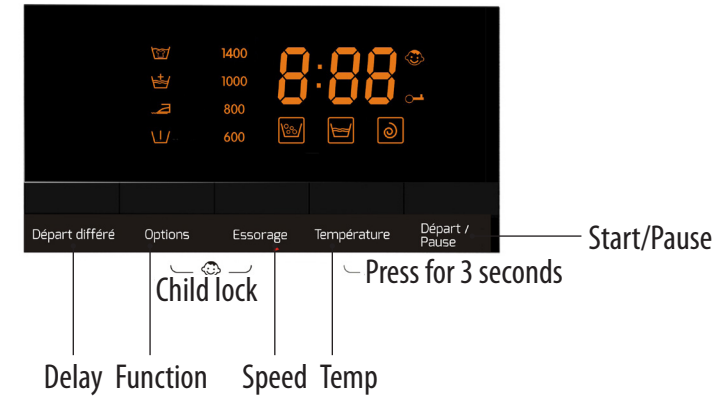 1400
8:88
1000
800
600
Départ différé
Options
Essorage
Température
Départ /
Pause
Start/Pause
Child lock
Press for 3 seconds
Delay
Function
Speed
Temp